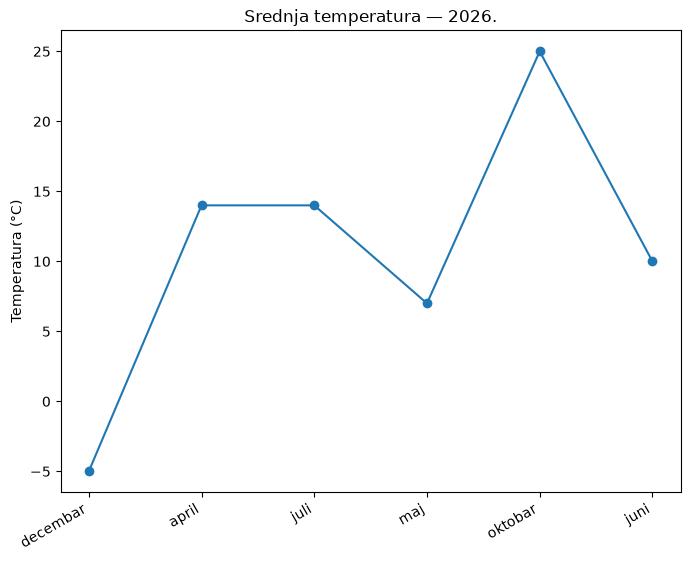 Srednja temperatura — 2026.
Temperatura (°C)
25
20
15
10
5
0
−5
decembar
april
juli
maj
oktobar
juni